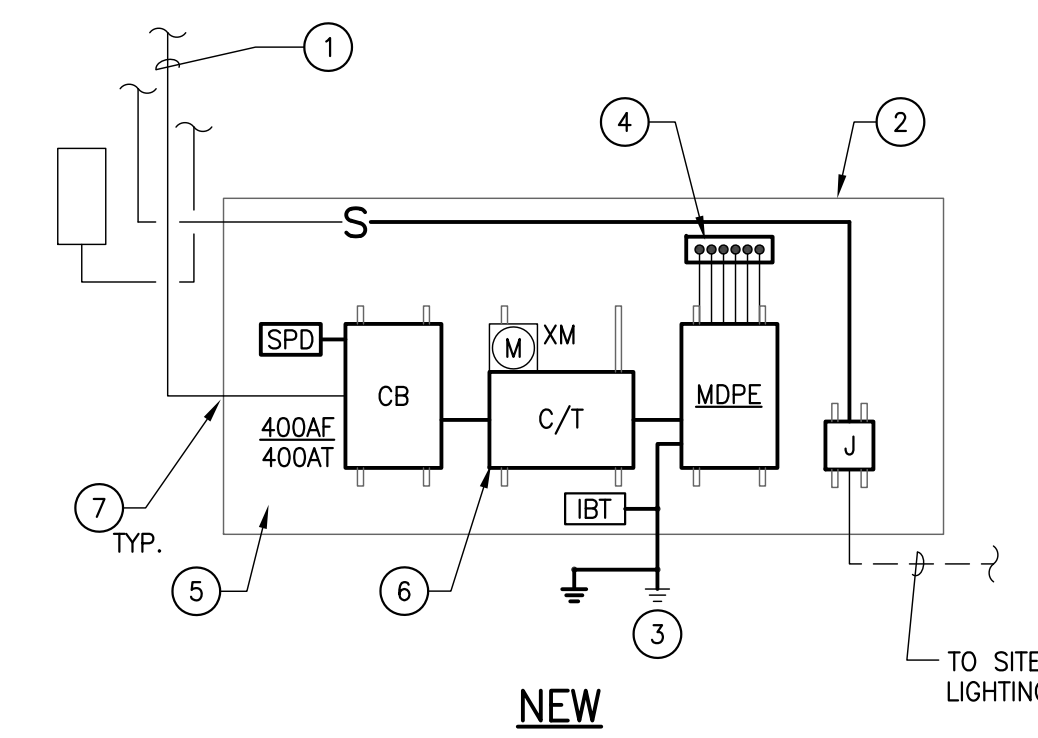 1
4
2
S
SPD
M
XM
CB
C/T
MDPE
J
400AF
400AT
7
TYP.
IBT
5
6
3
TO SITE
LIGHTING
NEW